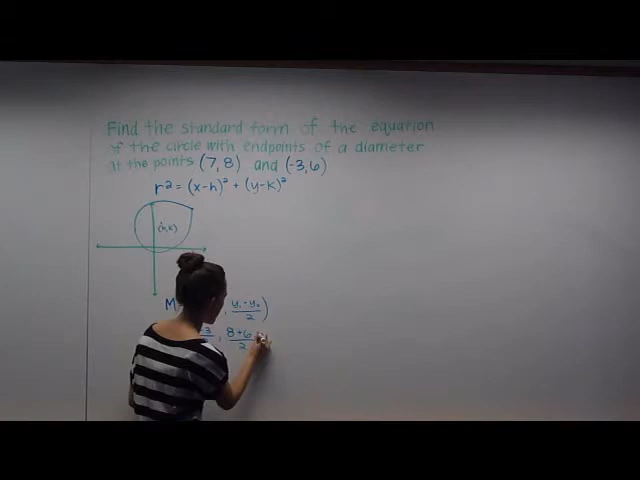 Find the standard form of the equation
of the circle with endpoints of a diameter
at the points (7, 8) and (-3, 6)
r² = (x-h)² + (y-k)²
(h,k)
M , y₁ - y₂ / 2 )
-3 , 8+6 / 2